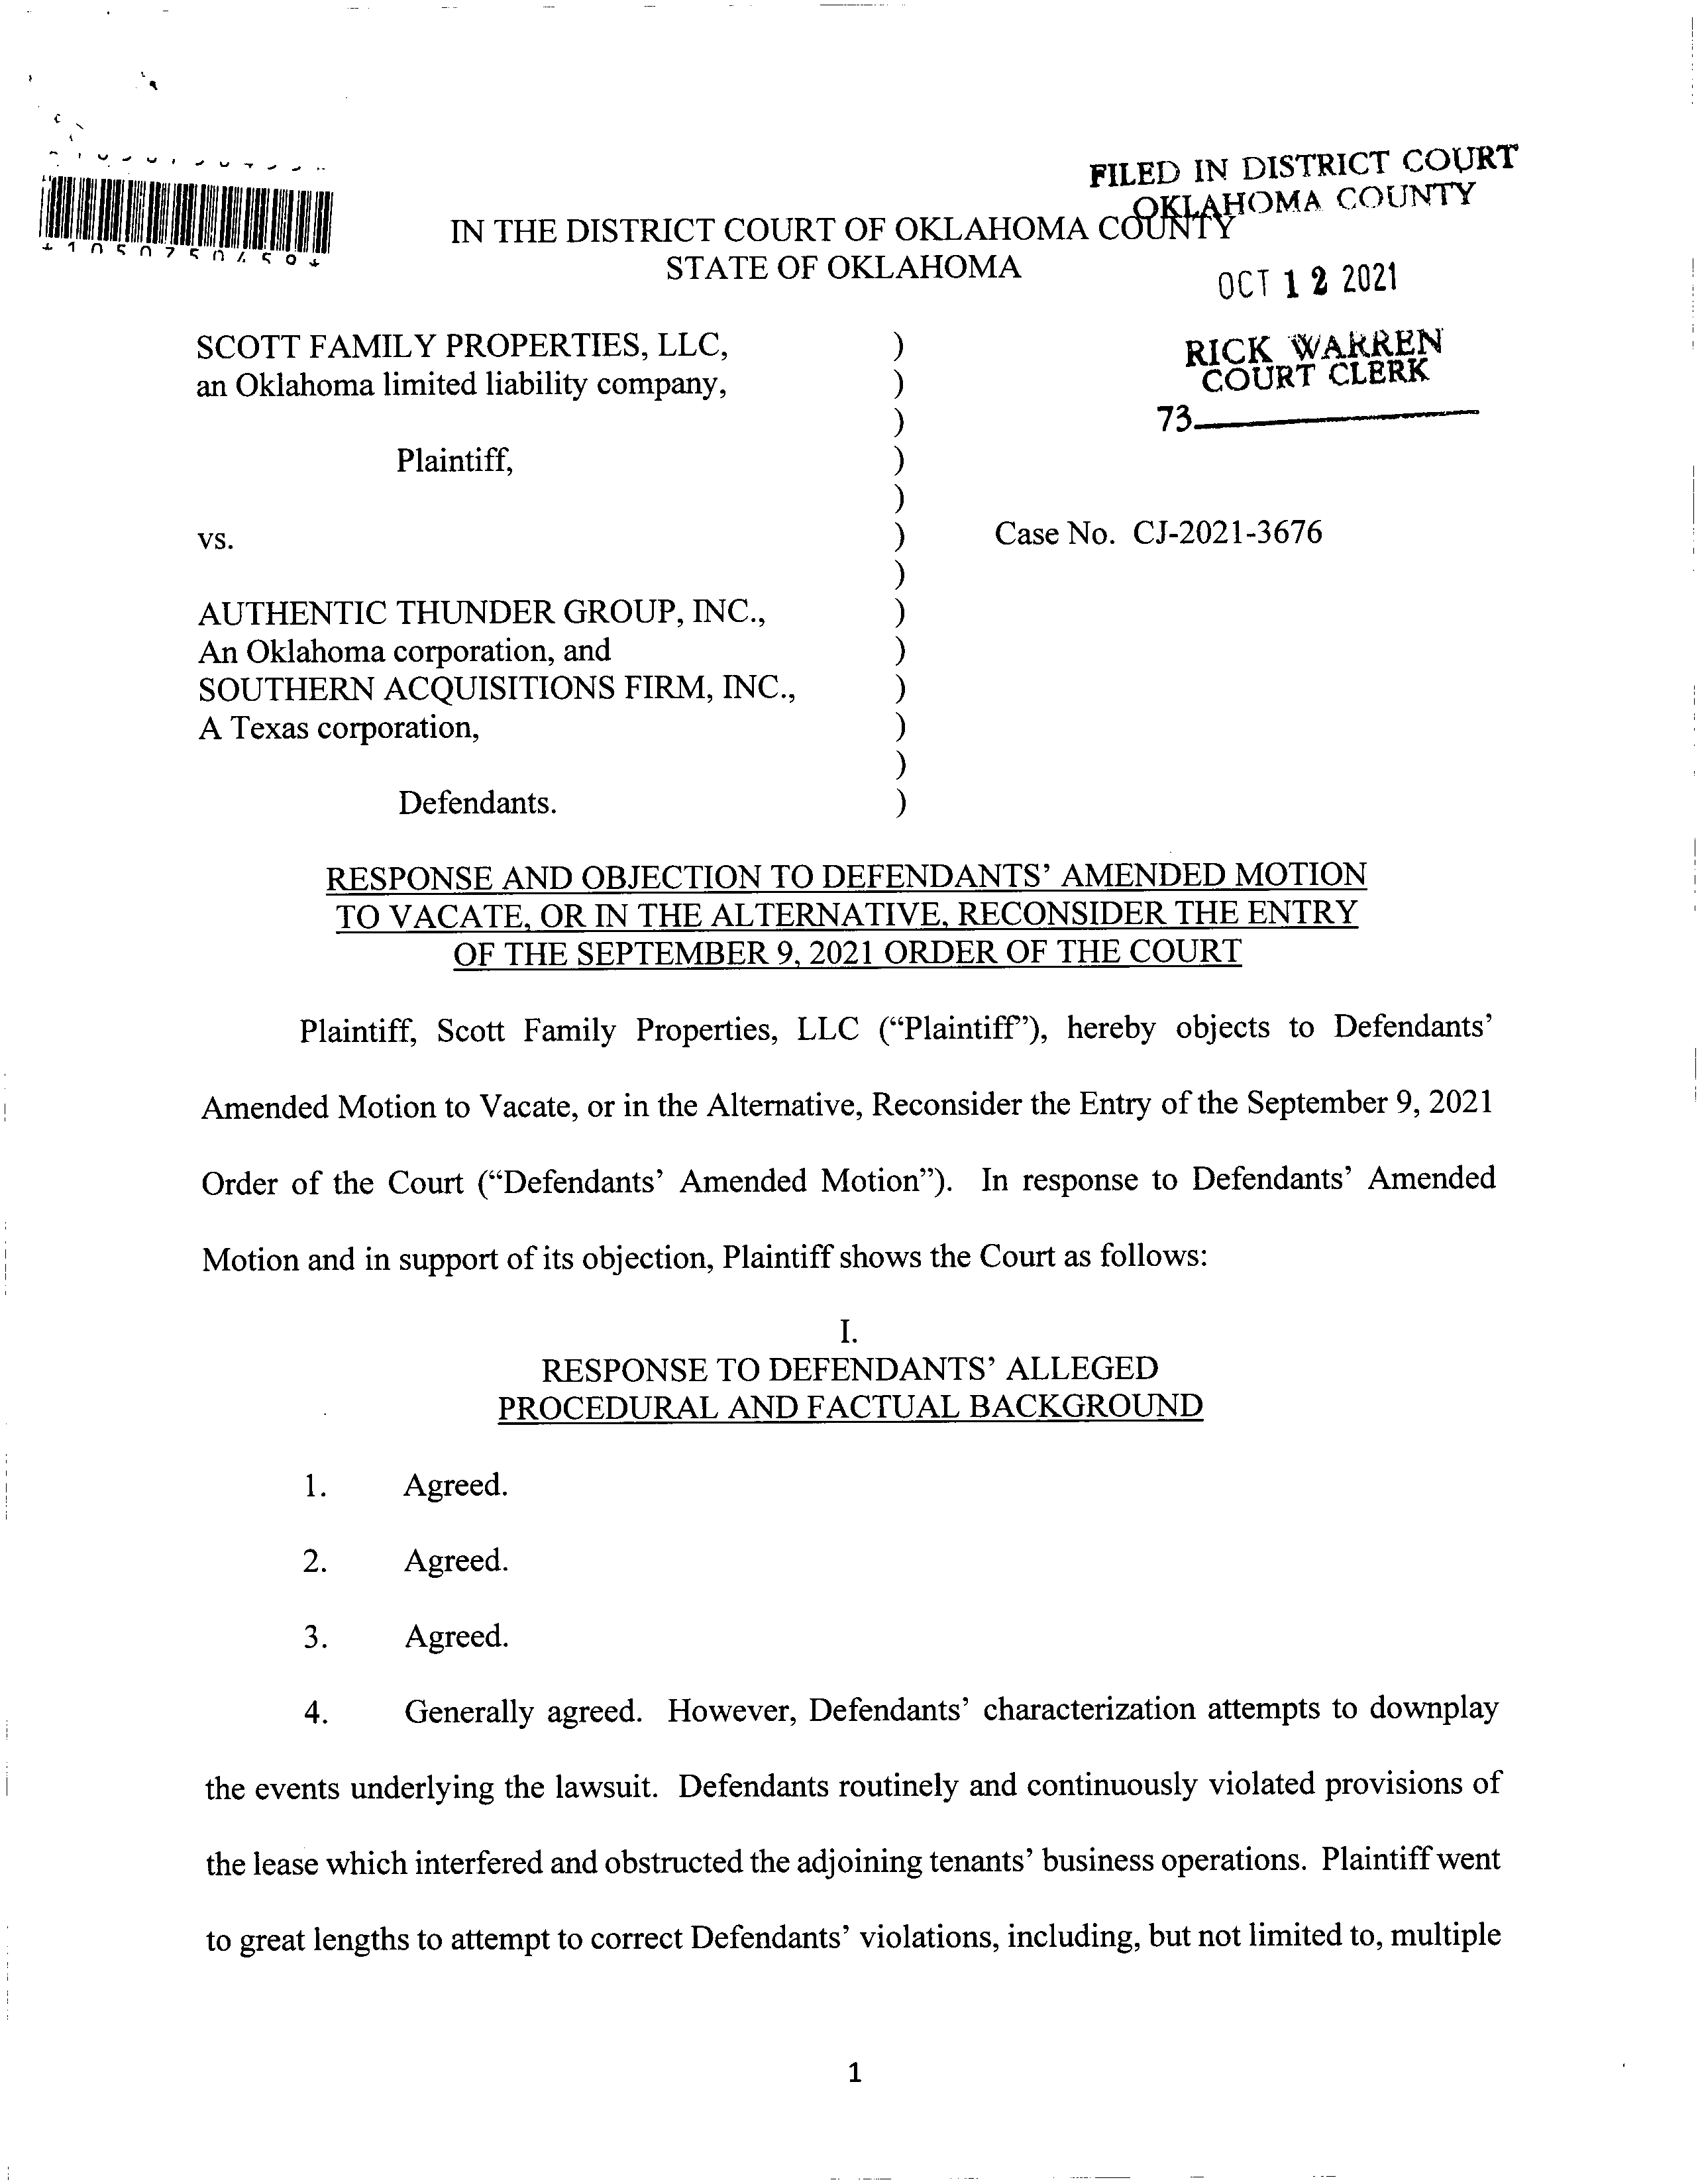 FILED IN DISTRICT COURT
OKLAHOMA COUNTY
IN THE DISTRICT COURT OF OKLAHOMA COUNTY
STATE OF OKLAHOMA
OCT 12 2021
RICK WARREN
COURT CLERK
73
SCOTT FAMILY PROPERTIES, LLC, )
an Oklahoma limited liability company, )
)
Plaintiff, )
)
vs. ) Case No. CJ-2021-3676
)
AUTHENTIC THUNDER GROUP, INC., )
An Oklahoma corporation, and )
SOUTHERN ACQUISITIONS FIRM, INC., )
A Texas corporation, )
)
Defendants. )
RESPONSE AND OBJECTION TO DEFENDANTS’ AMENDED MOTION
TO VACATE, OR IN THE ALTERNATIVE, RECONSIDER THE ENTRY
OF THE SEPTEMBER 9, 2021 ORDER OF THE COURT
Plaintiff, Scott Family Properties, LLC (“Plaintiff”), hereby objects to Defendants’
Amended Motion to Vacate, or in the Alternative, Reconsider the Entry of the September 9, 2021
Order of the Court (“Defendants’ Amended Motion”). In response to Defendants’ Amended
Motion and in support of its objection, Plaintiff shows the Court as follows:
I.
RESPONSE TO DEFENDANTS’ ALLEGED
PROCEDURAL AND FACTUAL BACKGROUND
1. Agreed.
2. Agreed.
3. Agreed.
4. Generally agreed. However, Defendants’ characterization attempts to downplay
the events underlying the lawsuit. Defendants routinely and continuously violated provisions of
the lease which interfered and obstructed the adjoining tenants’ business operations. Plaintiff went
to great lengths to attempt to correct Defendants’ violations, including, but not limited to, multiple
1